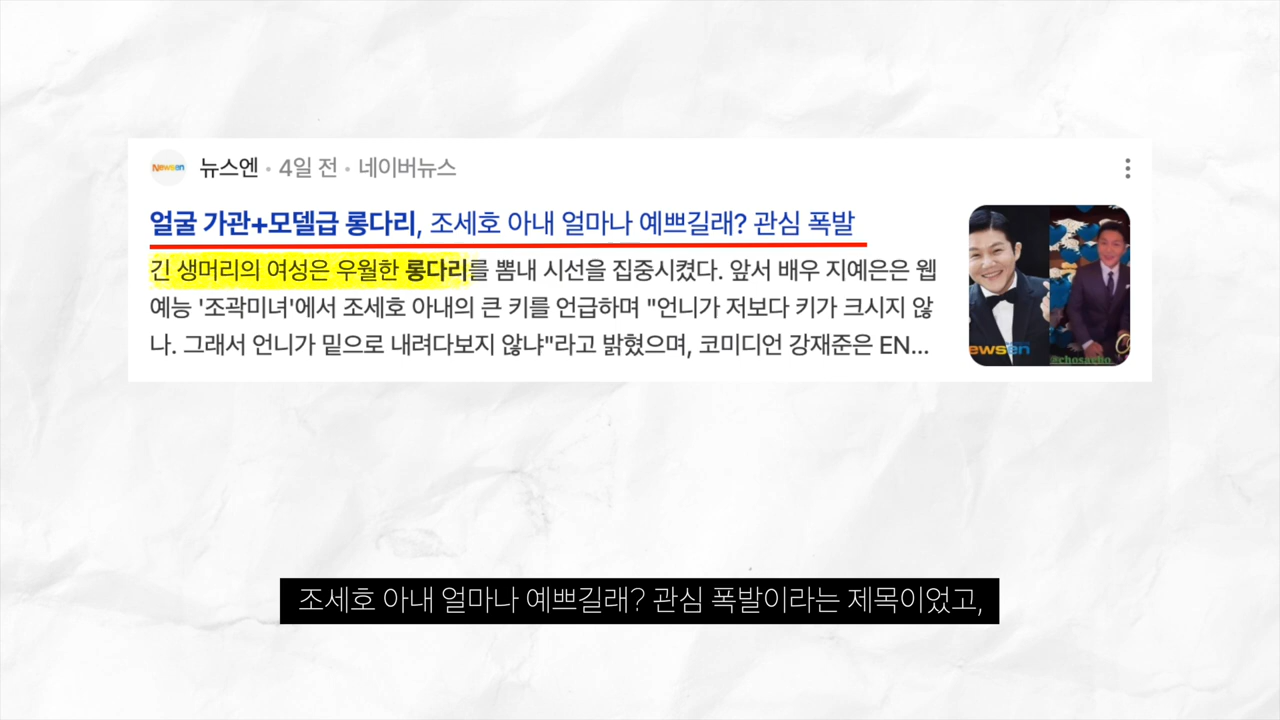 Newsen 뉴스엔 · 4일 전 · 네이버뉴스
얼굴 가관+모델급 롱다리, 조세호 아내 얼마나 예쁘길래? 관심 폭발
긴 생머리의 여성은 우월한 롱다리를 뽐내 시선을 집중시켰다. 앞서 배우 지예은은 웹
예능 '조곽미녀'에서 조세호 아내의 큰 키를 언급하며 "언니가 저보다 키가 크시지 않
나. 그래서 언니가 밑으로 내려다보지 않냐"라고 밝혔으며, 코미디언 강재준은 EN...
ewsen
@chosaeho
조세호 아내 얼마나 예쁘길래? 관심 폭발이라는 제목이었고,